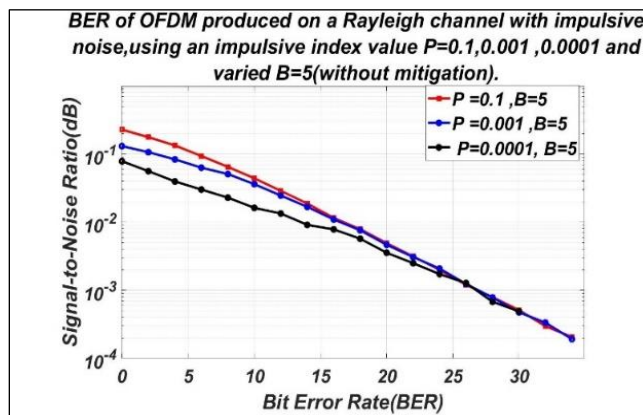 BER of OFDM produced on a Rayleigh channel with impulsive
noise,using an impulsive index value P=0.1,0.001 ,0.0001 and
varied B=5(without mitigation).
P =0.1 ,B=5
P =0.001 ,B=5
P=0.0001, B=5
Signal-to-Noise Ratio(dB)
10-1
10-2
10-3
10-4
0 5 10 15 20 25 30
Bit Error Rate(BER)